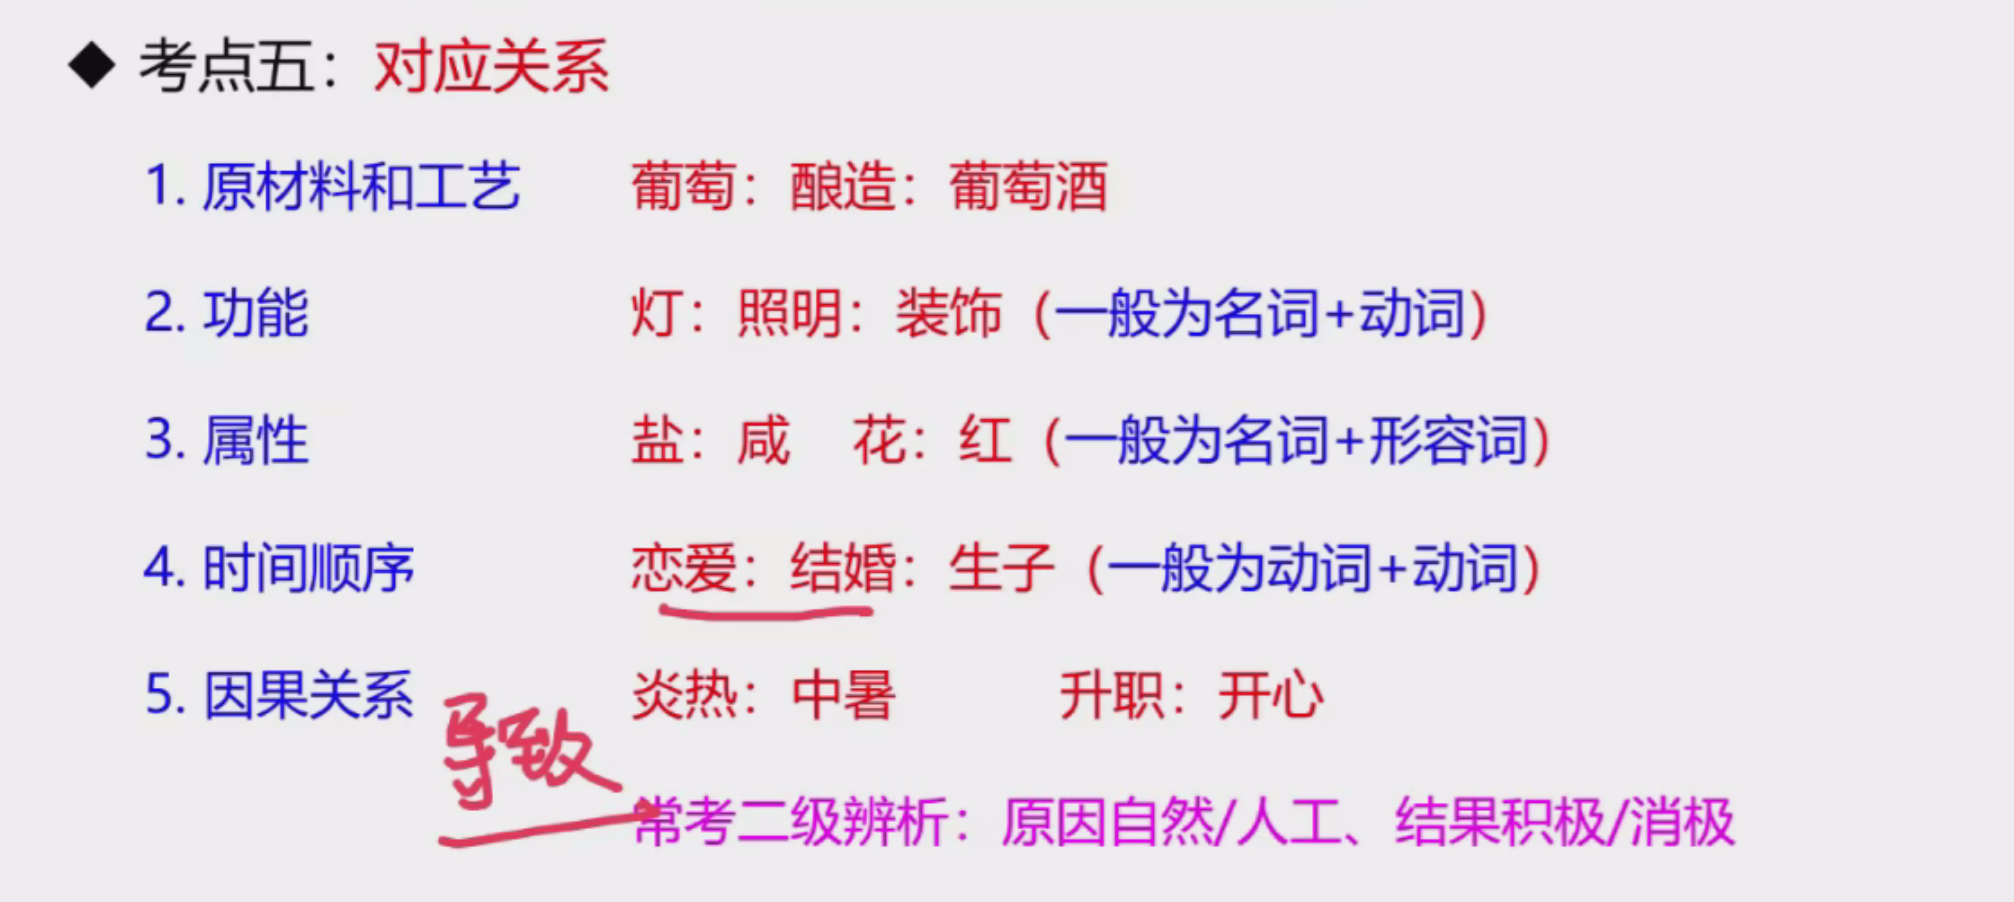 ◆ 考点五：对应关系
1. 原材料和工艺 葡萄：酿造：葡萄酒
2. 功能 灯：照明：装饰（一般为名词+动词）
3. 属性 盐：咸 花：红（一般为名词+形容词）
4. 时间顺序 恋爱：结婚：生子（一般为动词+动词）
5. 因果关系 炎热：中暑 升职：开心
导致
常考二级辨析：原因自然/人工、结果积极/消极